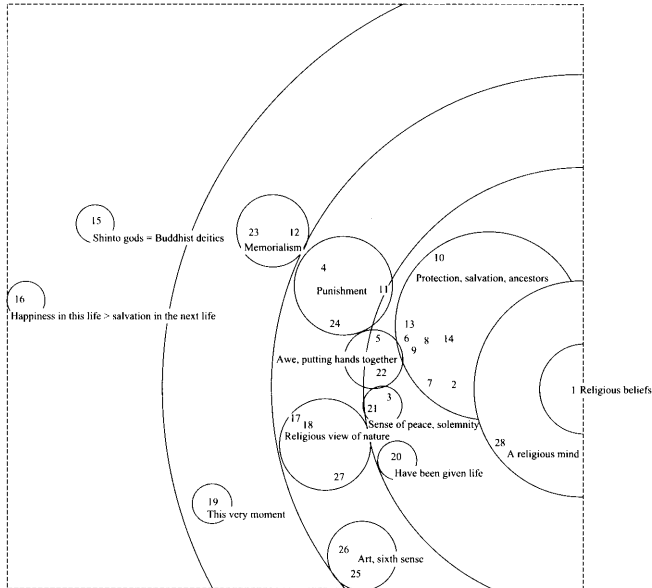 10
Protection, salvation, ancestors
15
Shinto gods = Buddhist deitics
23 12
Memorialism
4
Punishment
11
16
Happiness in this life > salvation in the next life
24
13
5
6 8 14
9
Awe, putting hands together
22
7 2
1 Religious beliefs
3
21
Sense of peace, solemnity
17
18
Religious view of nature
28
A religious mind
20
Have been given life
27
19
This very moment
26
Art, sixth sense
25